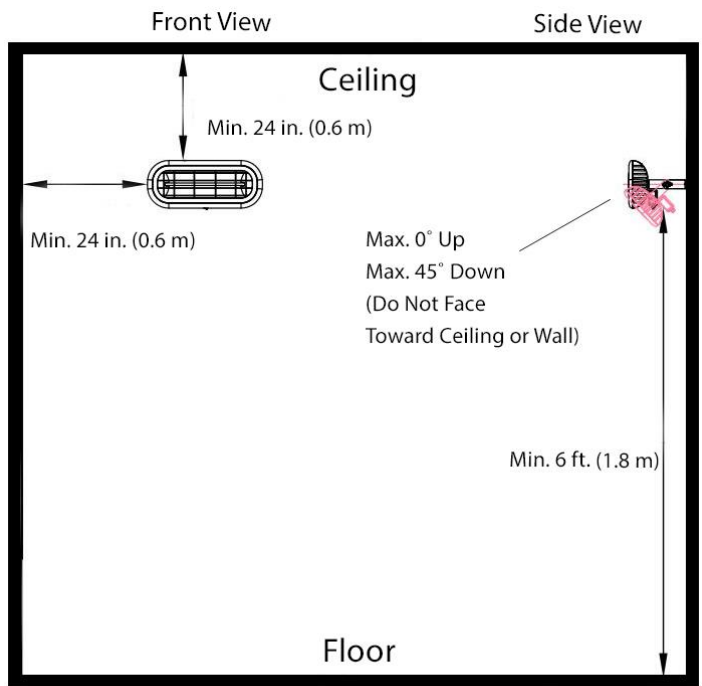 Front View
Side View
Ceiling
Min. 24 in. (0.6 m)
Min. 24 in. (0.6 m)
Max. 0˚ Up
Max. 45˚ Down
(Do Not Face
Toward Ceiling or Wall)
Min. 6 ft. (1.8 m)
Floor